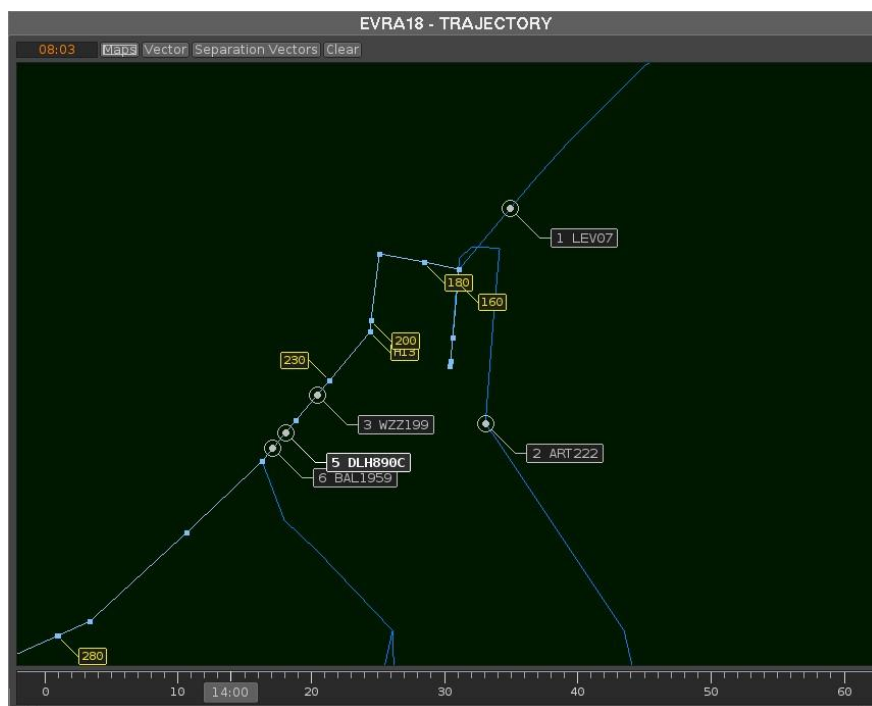 EVRA18 - TRAJECTORY
08:03 Maps Vector Separation Vectors Clear
1 LEV07
180
160
200
H13
230
3 WZZ199
2 ART222
5 DLH890C
6 BAL1959
280
0 10 14:00 20 30 40 50 60